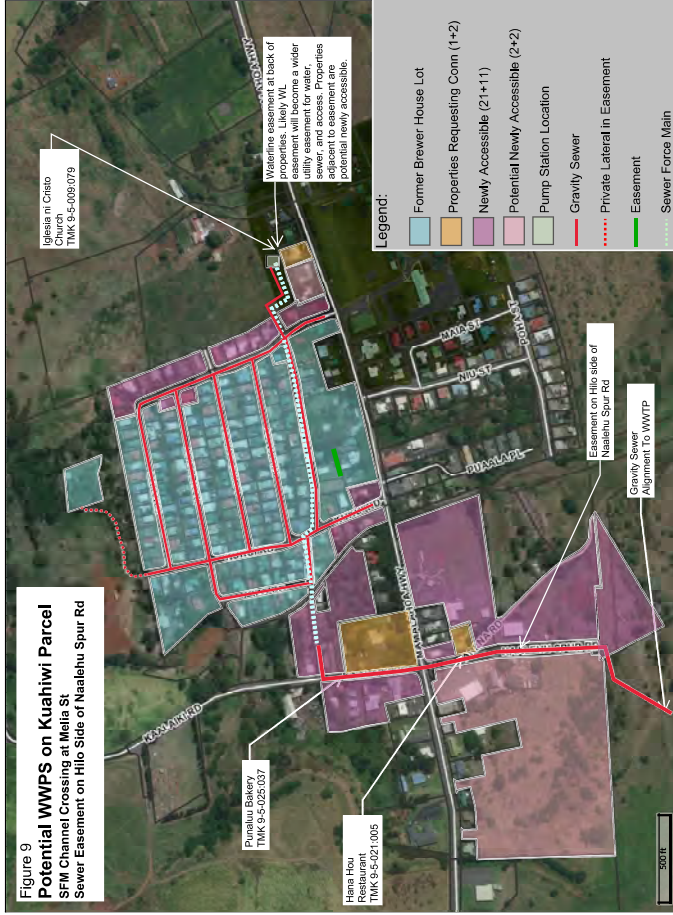 Figure 9
Potential WWPS on Kuahiwi Parcel
SFM Channel Crossing at Melia St
Sewer Easement on Hilo Side of Naalehu Spur Rd
Iglesia ni Cristo
Church
TMK 9-5-009:079
Waterline easement at back of
properties. Likely WL
easement will become a wider
utility easement for water,
sewer, and access. Properties
adjacent to easement are
potential newly accessible.
KAALAIKI RD
MAMALAHOA HWY
MAIA ST
NIU ST
POHA ST
PUAALA PL
Punaluu Bakery
TMK 9-5-025:037
Hana Hou
Restaurant
TMK 9-5-021:005
Easement on Hilo side of
Naalehu Spur Rd
Gravity Sewer
Alignment To WWTP
500 ft
Legend:
Former Brewer House Lot
Properties Requesting Conn (1+2)
Newly Accessible (21+11)
Potential Newly Accessible (2+2)
Pump Station Location
Gravity Sewer
Private Lateral in Easement
Easement
Sewer Force Main